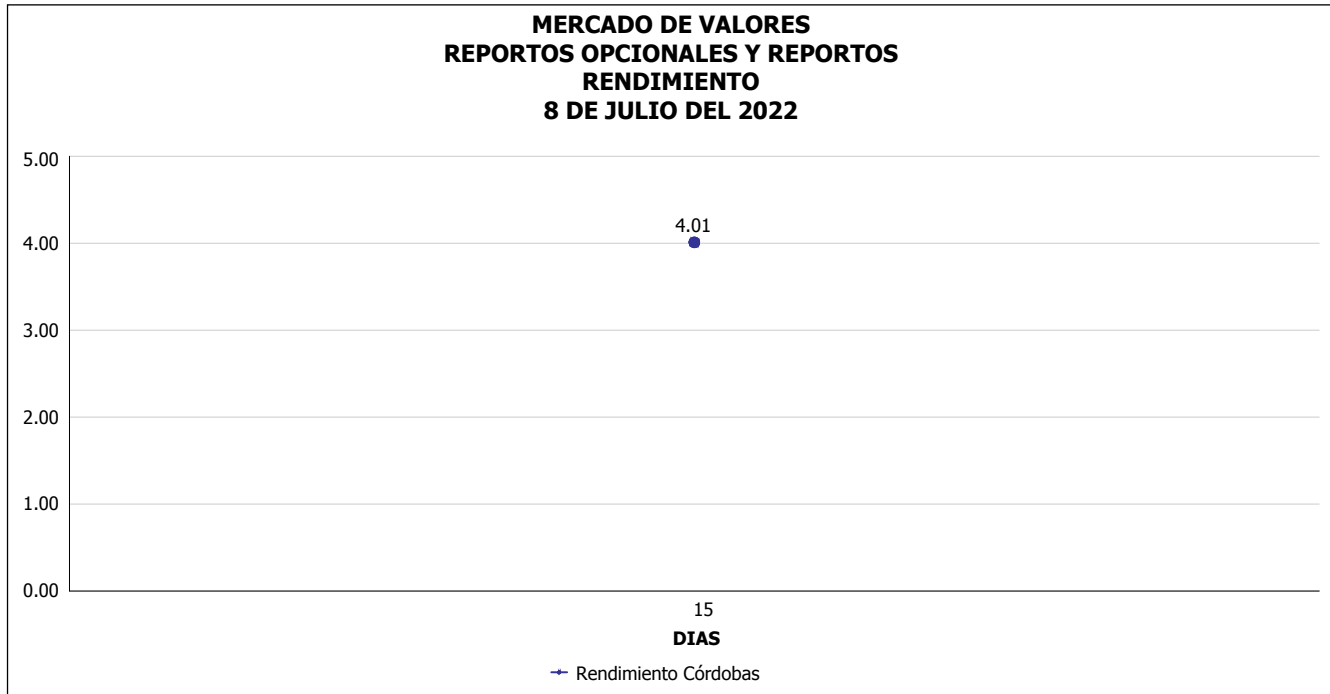 MERCADO DE VALORES
REPORTOS OPCIONALES Y REPORTOS
RENDIMIENTO
8 DE JULIO DEL 2022
5.00
4.01
4.00
3.00
2.00
1.00
0.00
15
DIAS
Rendimiento Córdobas